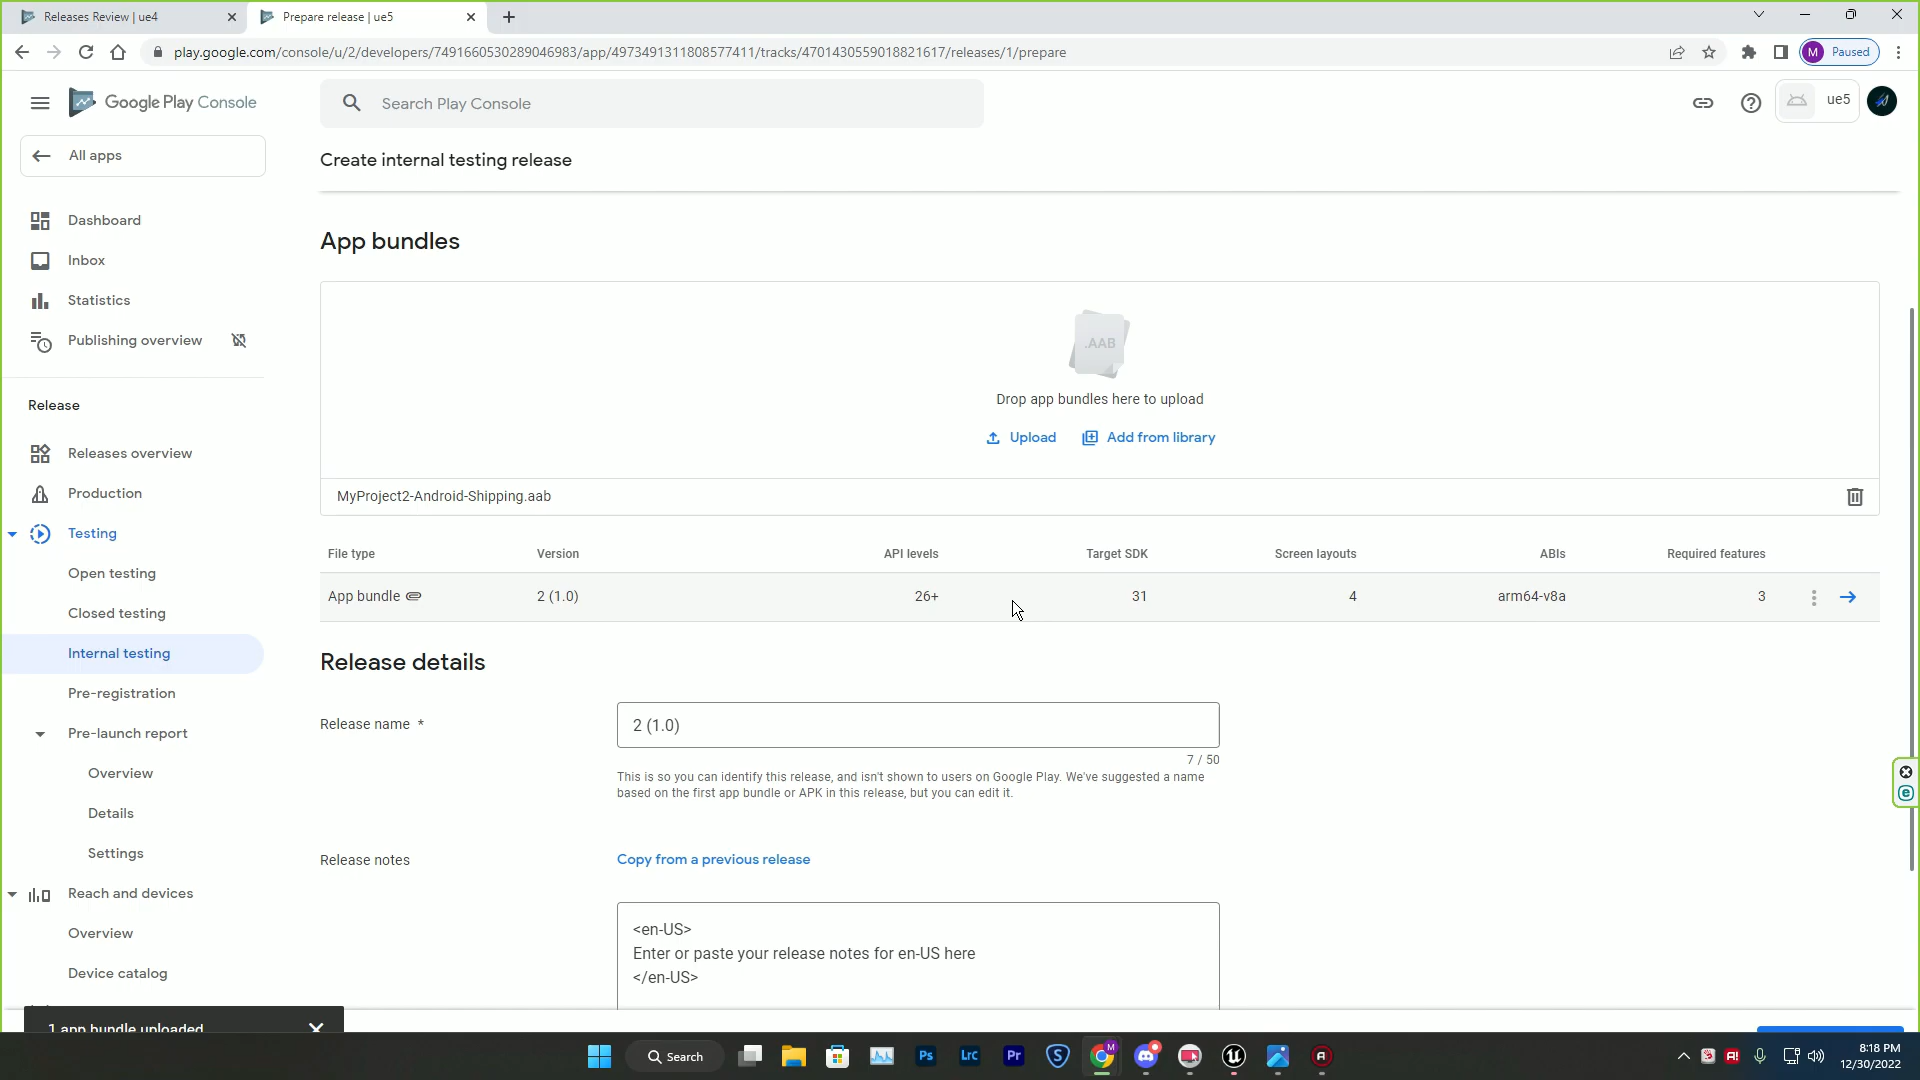 Releases Review | ue4
Prepare release | ue5
play.google.com/console/u/2/developers/7491660530289046983/app/4973491311808577411/tracks/4701430559018821617/releases/1/prepare
M Paused
Google Play Console
Search Play Console
ue5
All apps
Create internal testing release
Dashboard
Inbox
Statistics
Publishing overview
Release
Releases overview
Production
Testing
Open testing
Closed testing
Internal testing
Pre-registration
Pre-launch report
Overview
Details
Settings
Reach and devices
Overview
Device catalog
App bundles
.AAB
Drop app bundles here to upload
Upload Add from library
MyProject2-Android-Shipping.aab
File type Version API levels Target SDK Screen layouts ABIs Required features
App bundle 2 (1.0) 26+ 31 4 arm64-v8a 3
Release details
Release name *
2 (1.0)
7 / 50
This is so you can identify this release, and isn't shown to users on Google Play. We've suggested a name
based on the first app bundle or APK in this release, but you can edit it.
Release notes
Copy from a previous release
<en-US>
Enter or paste your release notes for en-US here
</en-US>
1 app bundle uploaded
Search
Ps
LrC
Pr
8:18 PM
12/30/2022